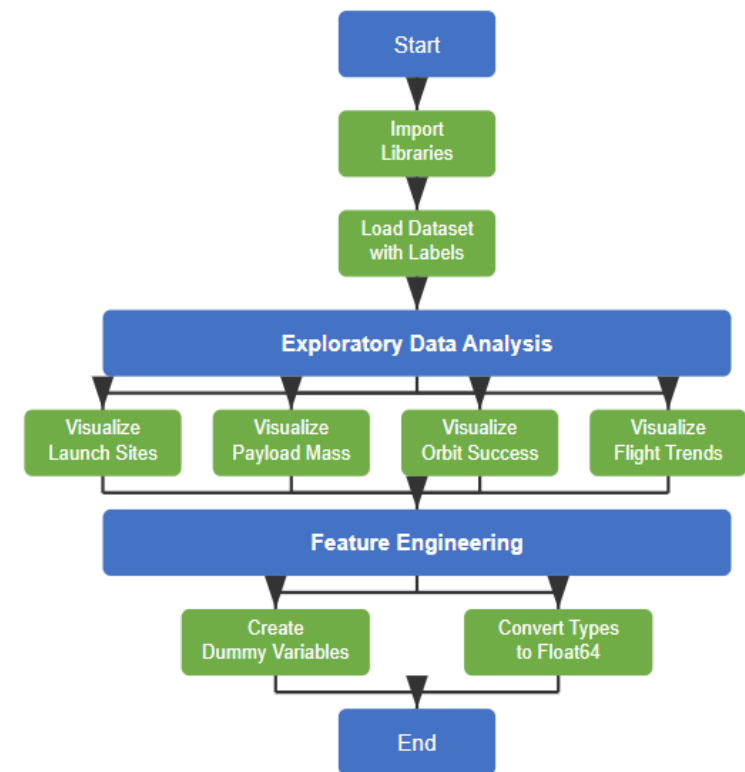 Start
Import
Libraries
Load Dataset
with Labels
Exploratory Data Analysis
Visualize
Launch Sites
Visualize
Payload Mass
Visualize
Orbit Success
Visualize
Flight Trends
Feature Engineering
Create
Dummy Variables
Convert Types
to Float64
End